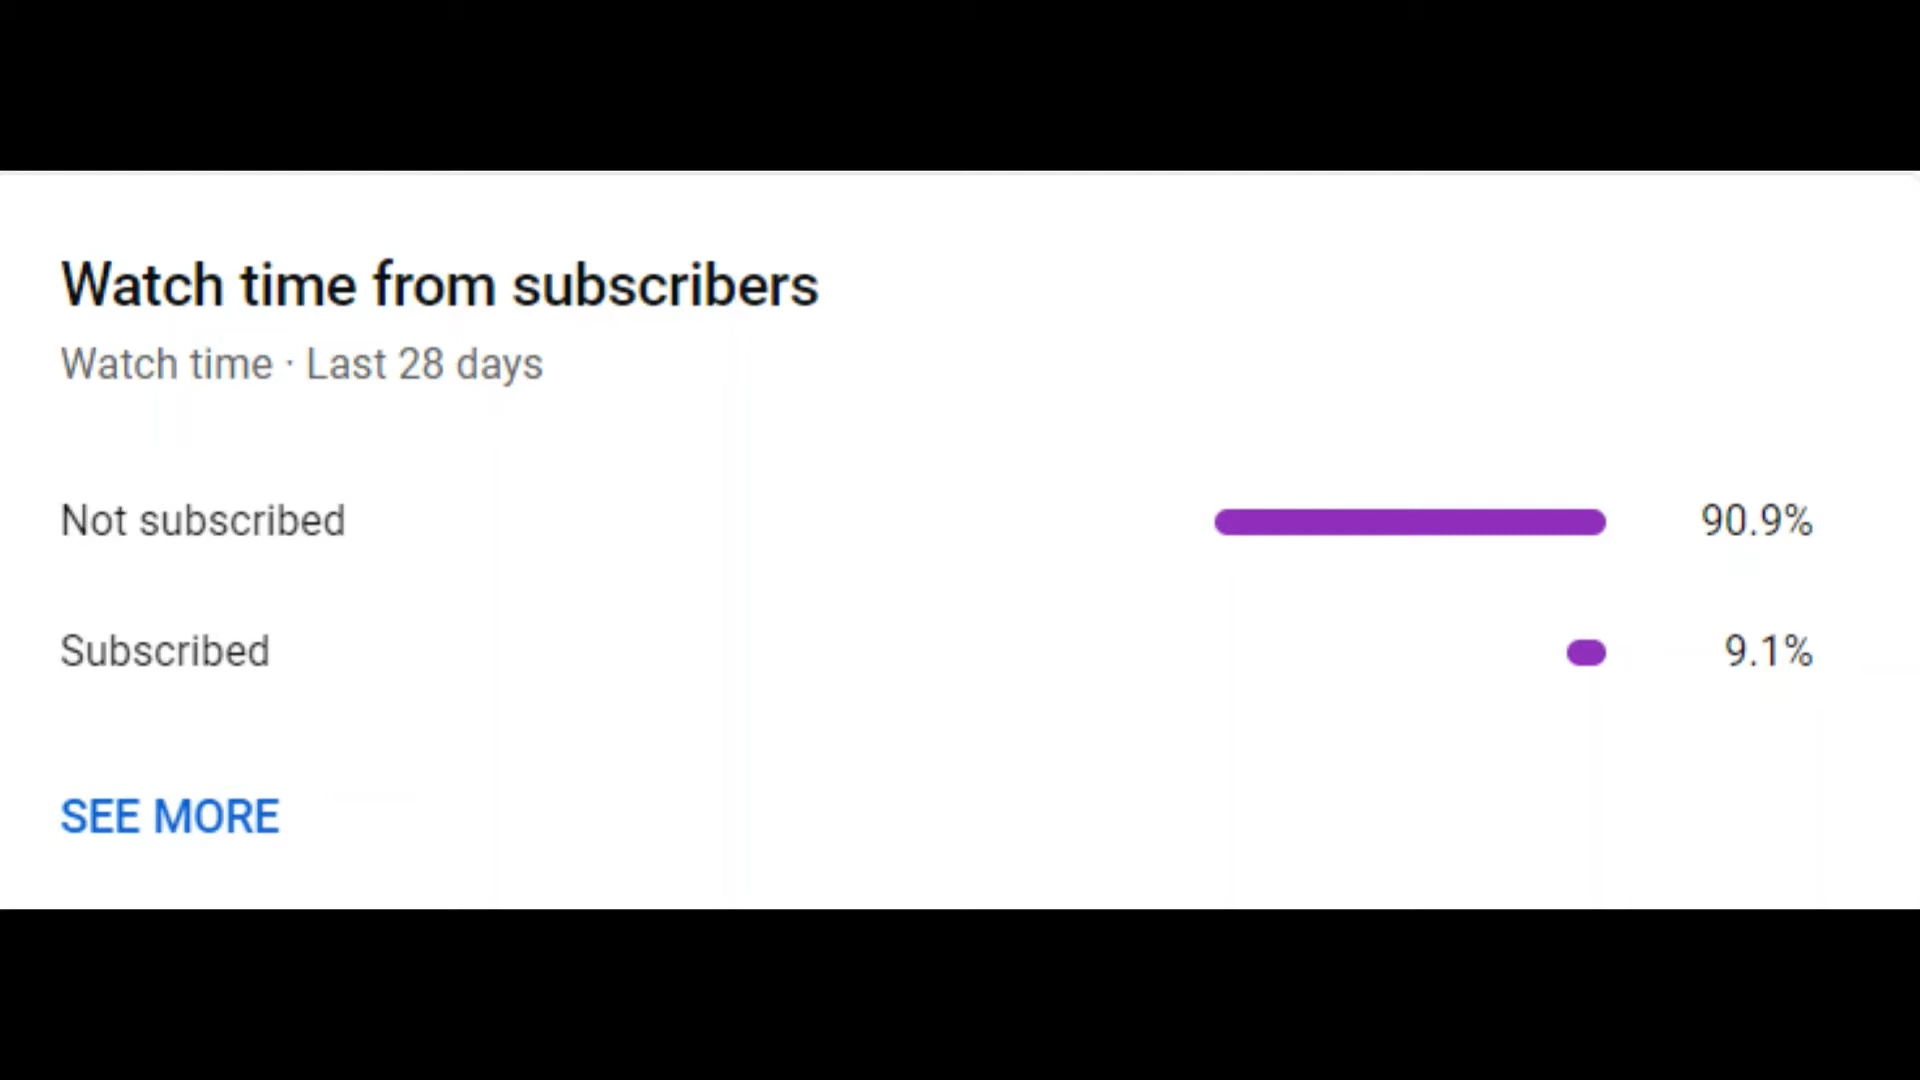 Watch time from subscribers
Watch time · Last 28 days
Not subscribed 90.9%
Subscribed 9.1%
SEE MORE